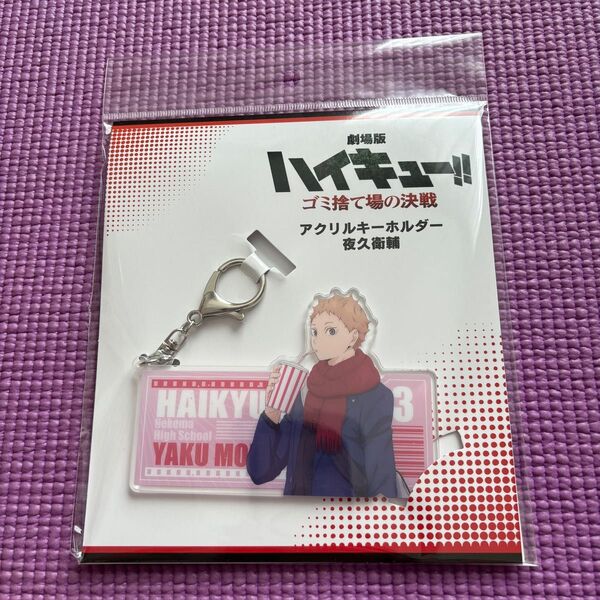 劇場版
ハイキュー!!
ゴミ捨て場の決戦
アクリルキーホルダー
夜久衛輔
HAIKYU 3
Nekoma
High School
YAKU MO